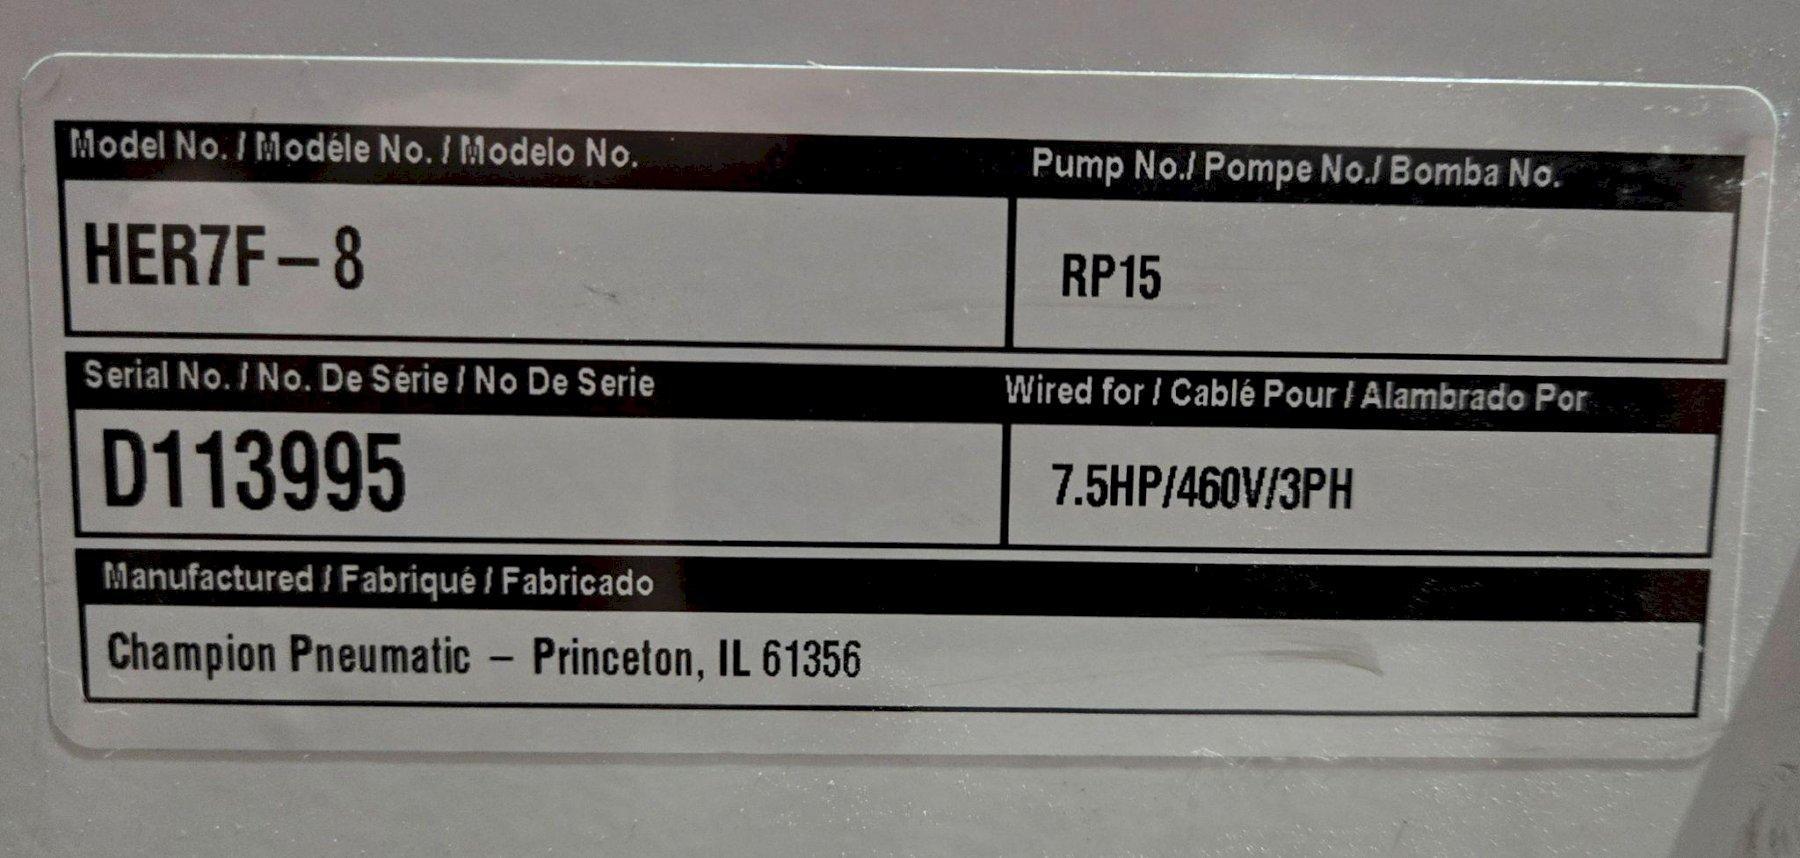 Model No. / Modéle No. / Modelo No.
Pump No./ Pompe No./ Bomba No.
HER7F – 8
RP15
Serial No. / No. De Série / No De Serie
Wired for / Cablé Pour / Alambrado Por
D113995
7.5HP/460V/3PH
Manufactured / Fabriqué / Fabricado
Champion Pneumatic – Princeton, IL 61356